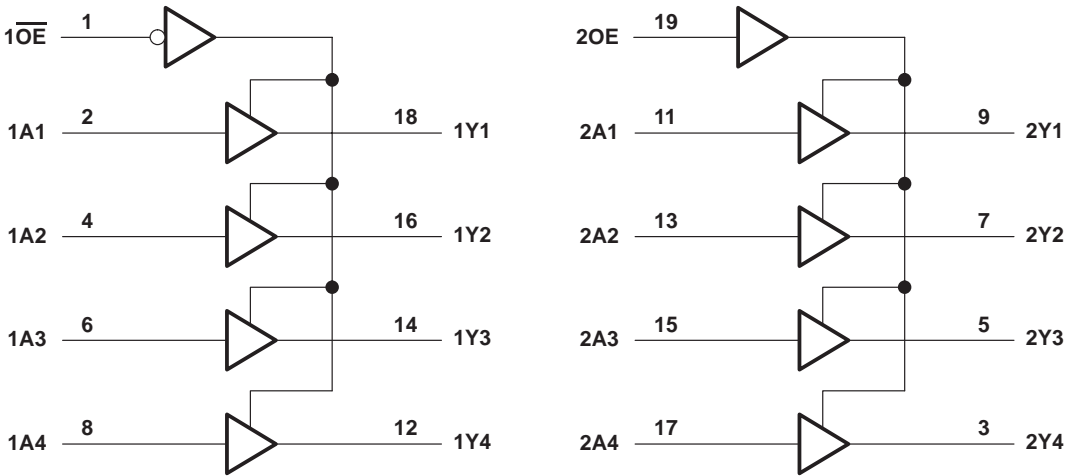 1O̅E̅ 1
1A1 2 18 1Y1
1A2 4 16 1Y2
1A3 6 14 1Y3
1A4 8 12 1Y4
2OE 19
2A1 11 9 2Y1
2A2 13 7 2Y2
2A3 15 5 2Y3
2A4 17 3 2Y4